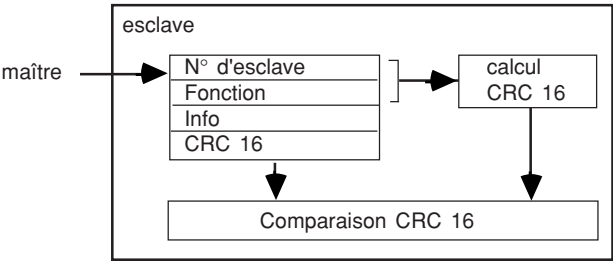 esclave
maître
N° d'esclave
Fonction
Info
CRC 16
calcul
CRC 16
Comparaison CRC 16